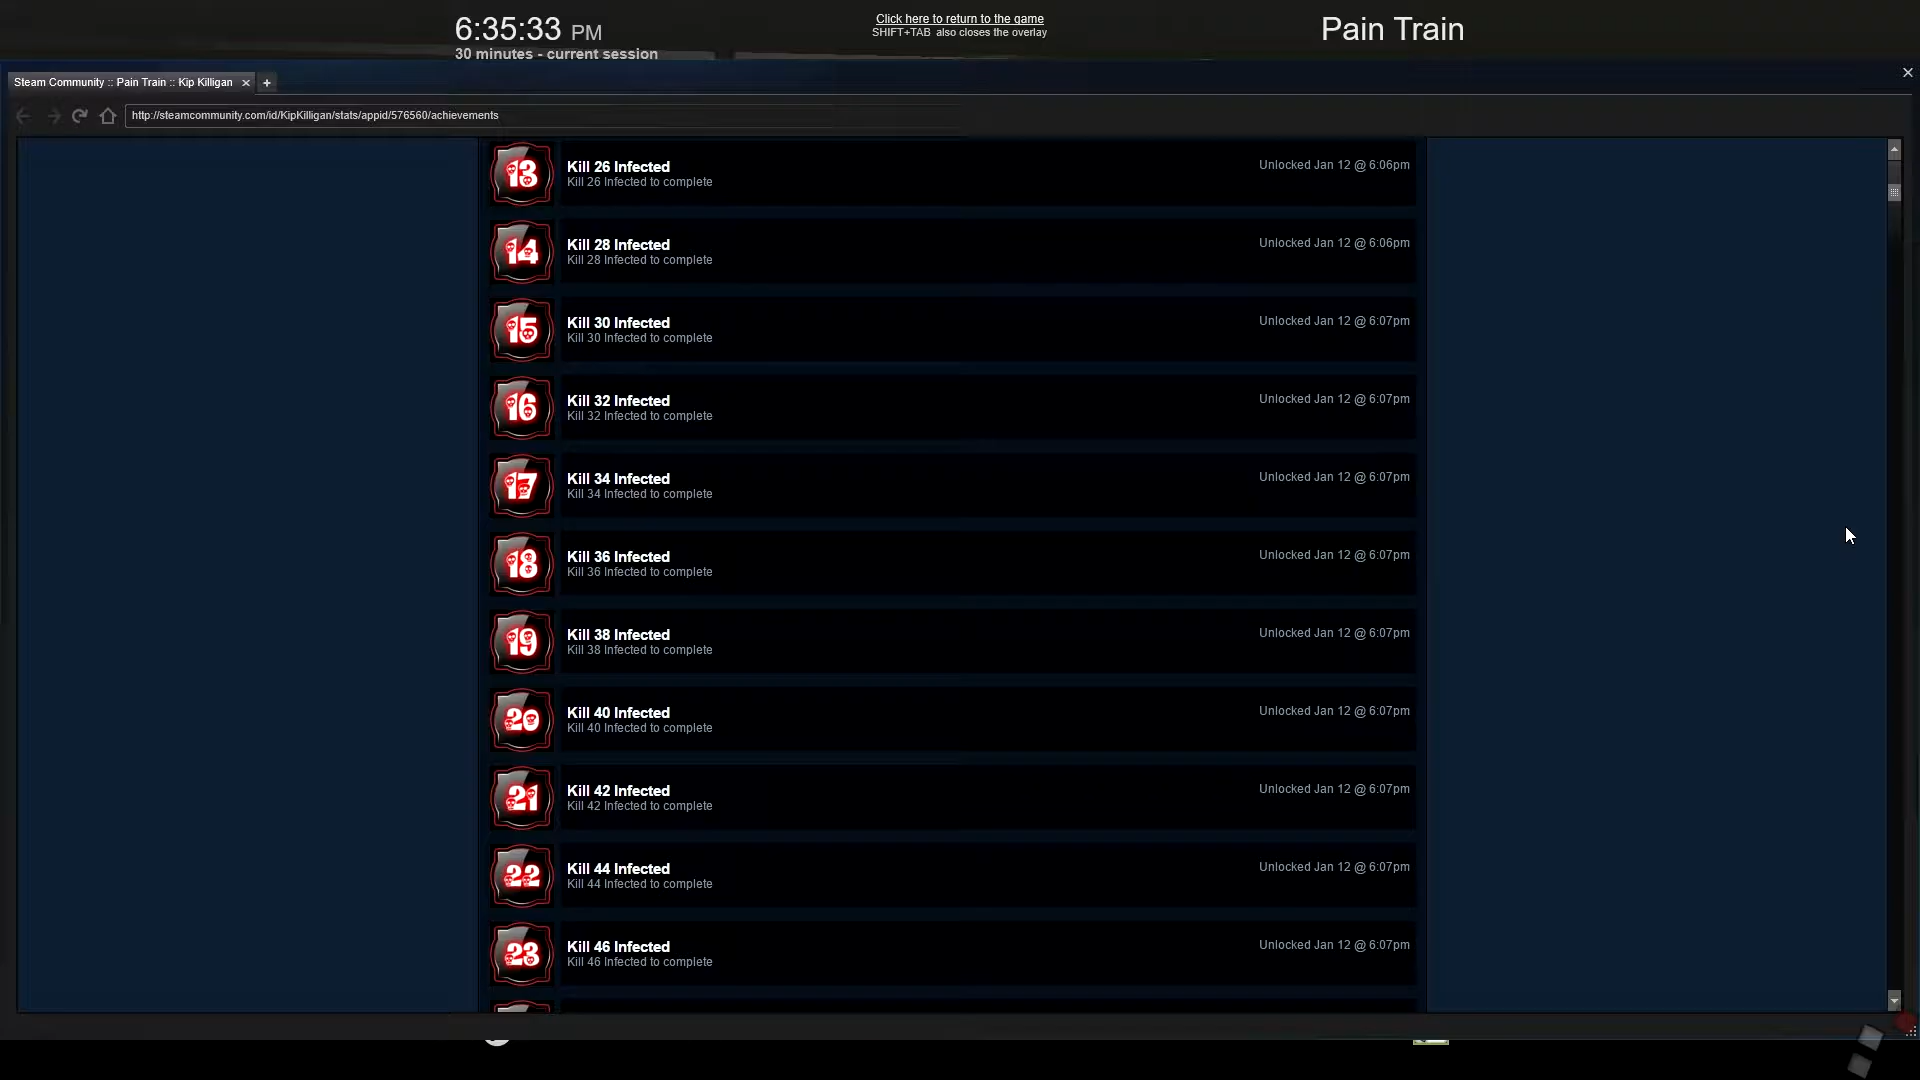 6:35:33 PM
30 minutes - current session
Click here to return to the game
SHIFT+TAB also closes the overlay
Pain Train
Steam Community :: Pain Train :: Kip Killigan
http://steamcommunity.com/id/KipKilligan/stats/appid/576560/achievements
13
Kill 26 Infected
Kill 26 Infected to complete
Unlocked Jan 12 @ 6:06pm
14
Kill 28 Infected
Kill 28 Infected to complete
Unlocked Jan 12 @ 6:06pm
15
Kill 30 Infected
Kill 30 Infected to complete
Unlocked Jan 12 @ 6:07pm
16
Kill 32 Infected
Kill 32 Infected to complete
Unlocked Jan 12 @ 6:07pm
17
Kill 34 Infected
Kill 34 Infected to complete
Unlocked Jan 12 @ 6:07pm
18
Kill 36 Infected
Kill 36 Infected to complete
Unlocked Jan 12 @ 6:07pm
19
Kill 38 Infected
Kill 38 Infected to complete
Unlocked Jan 12 @ 6:07pm
20
Kill 40 Infected
Kill 40 Infected to complete
Unlocked Jan 12 @ 6:07pm
21
Kill 42 Infected
Kill 42 Infected to complete
Unlocked Jan 12 @ 6:07pm
22
Kill 44 Infected
Kill 44 Infected to complete
Unlocked Jan 12 @ 6:07pm
23
Kill 46 Infected
Kill 46 Infected to complete
Unlocked Jan 12 @ 6:07pm